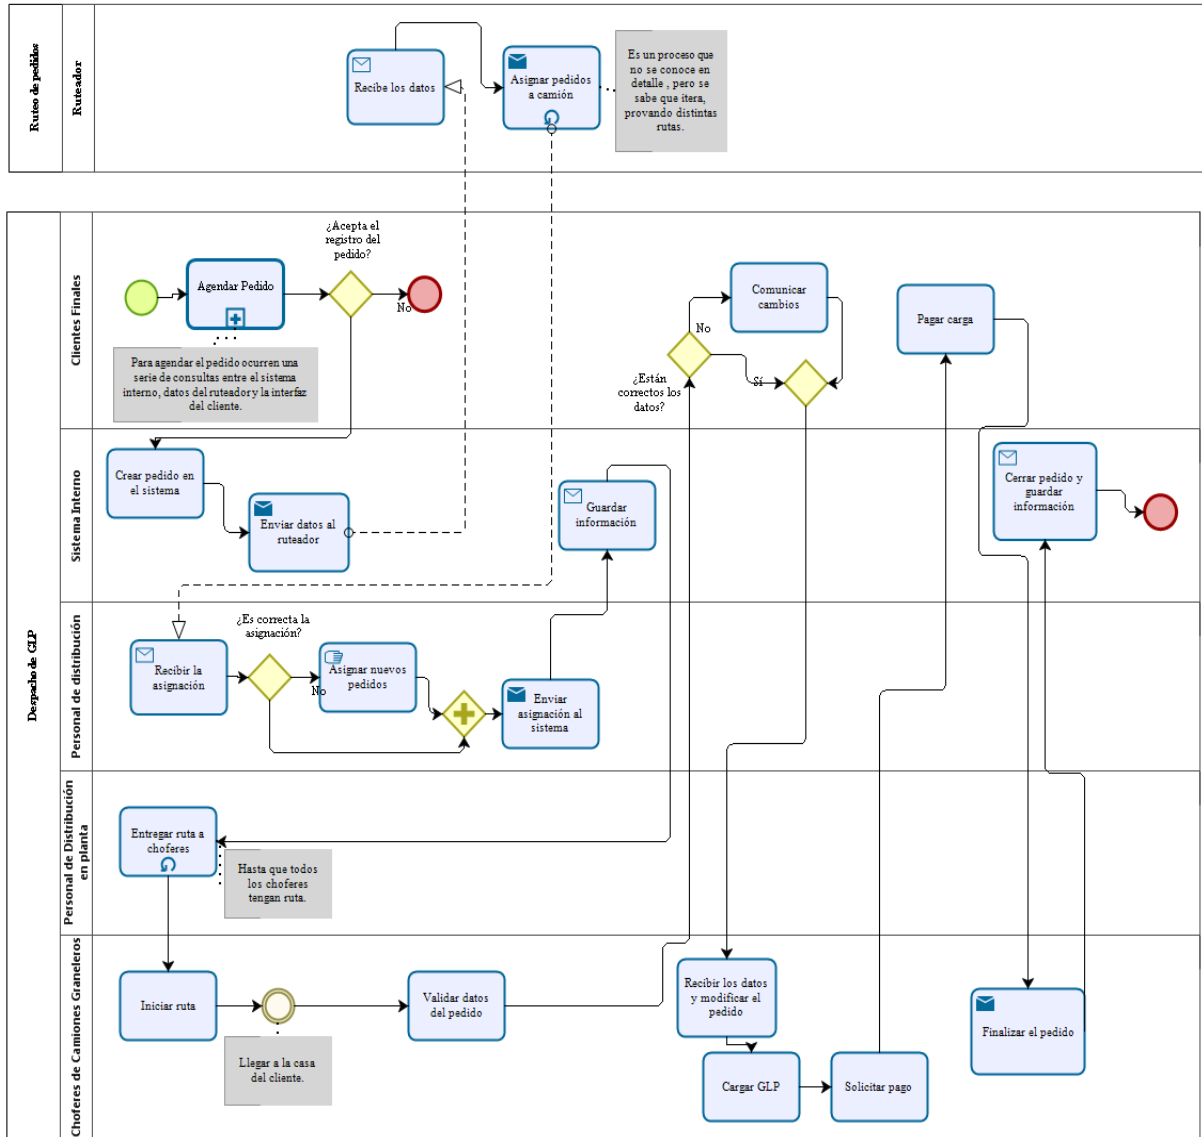 Ruteo de pedidos
Ruteador
Recibe los datos
Asignar pedidos
a camión
Es un proceso que
no se conoce en
detalle , pero se
sabe que itera,
provando distintas
rutas.
Despacho de GLP
Clientes Finales
Agendar Pedido
¿Acepta el
registro del
pedido?
No
Para agendar el pedido ocurren una
serie de consultas entre el sistema
interno, datos del ruteador y la interfaz
del cliente.
Comunicar
cambios
No
Sí
¿Están
correctos los
datos?
Pagar carga
Sistema Interno
Crear pedido en
el sistema
Enviar datos al
ruteador
Guardar
información
Cerrar pedido y
guardar
información
Personal de distribución
Recibir la
asignación
¿Es correcta la
asignación?
No
Asignar nuevos
pedidos
Enviar
asignación al
sistema
Personal de Distribución
en planta
Entregar ruta a
choferes
Hasta que todos
los choferes
tengan ruta.
Choferes de Camiones Graneleros
Iniciar ruta
Llegar a la casa
del cliente.
Validar datos
del pedido
Recibir los datos
y modificar el
pedido
Cargar GLP
Solicitar pago
Finalizar el pedido